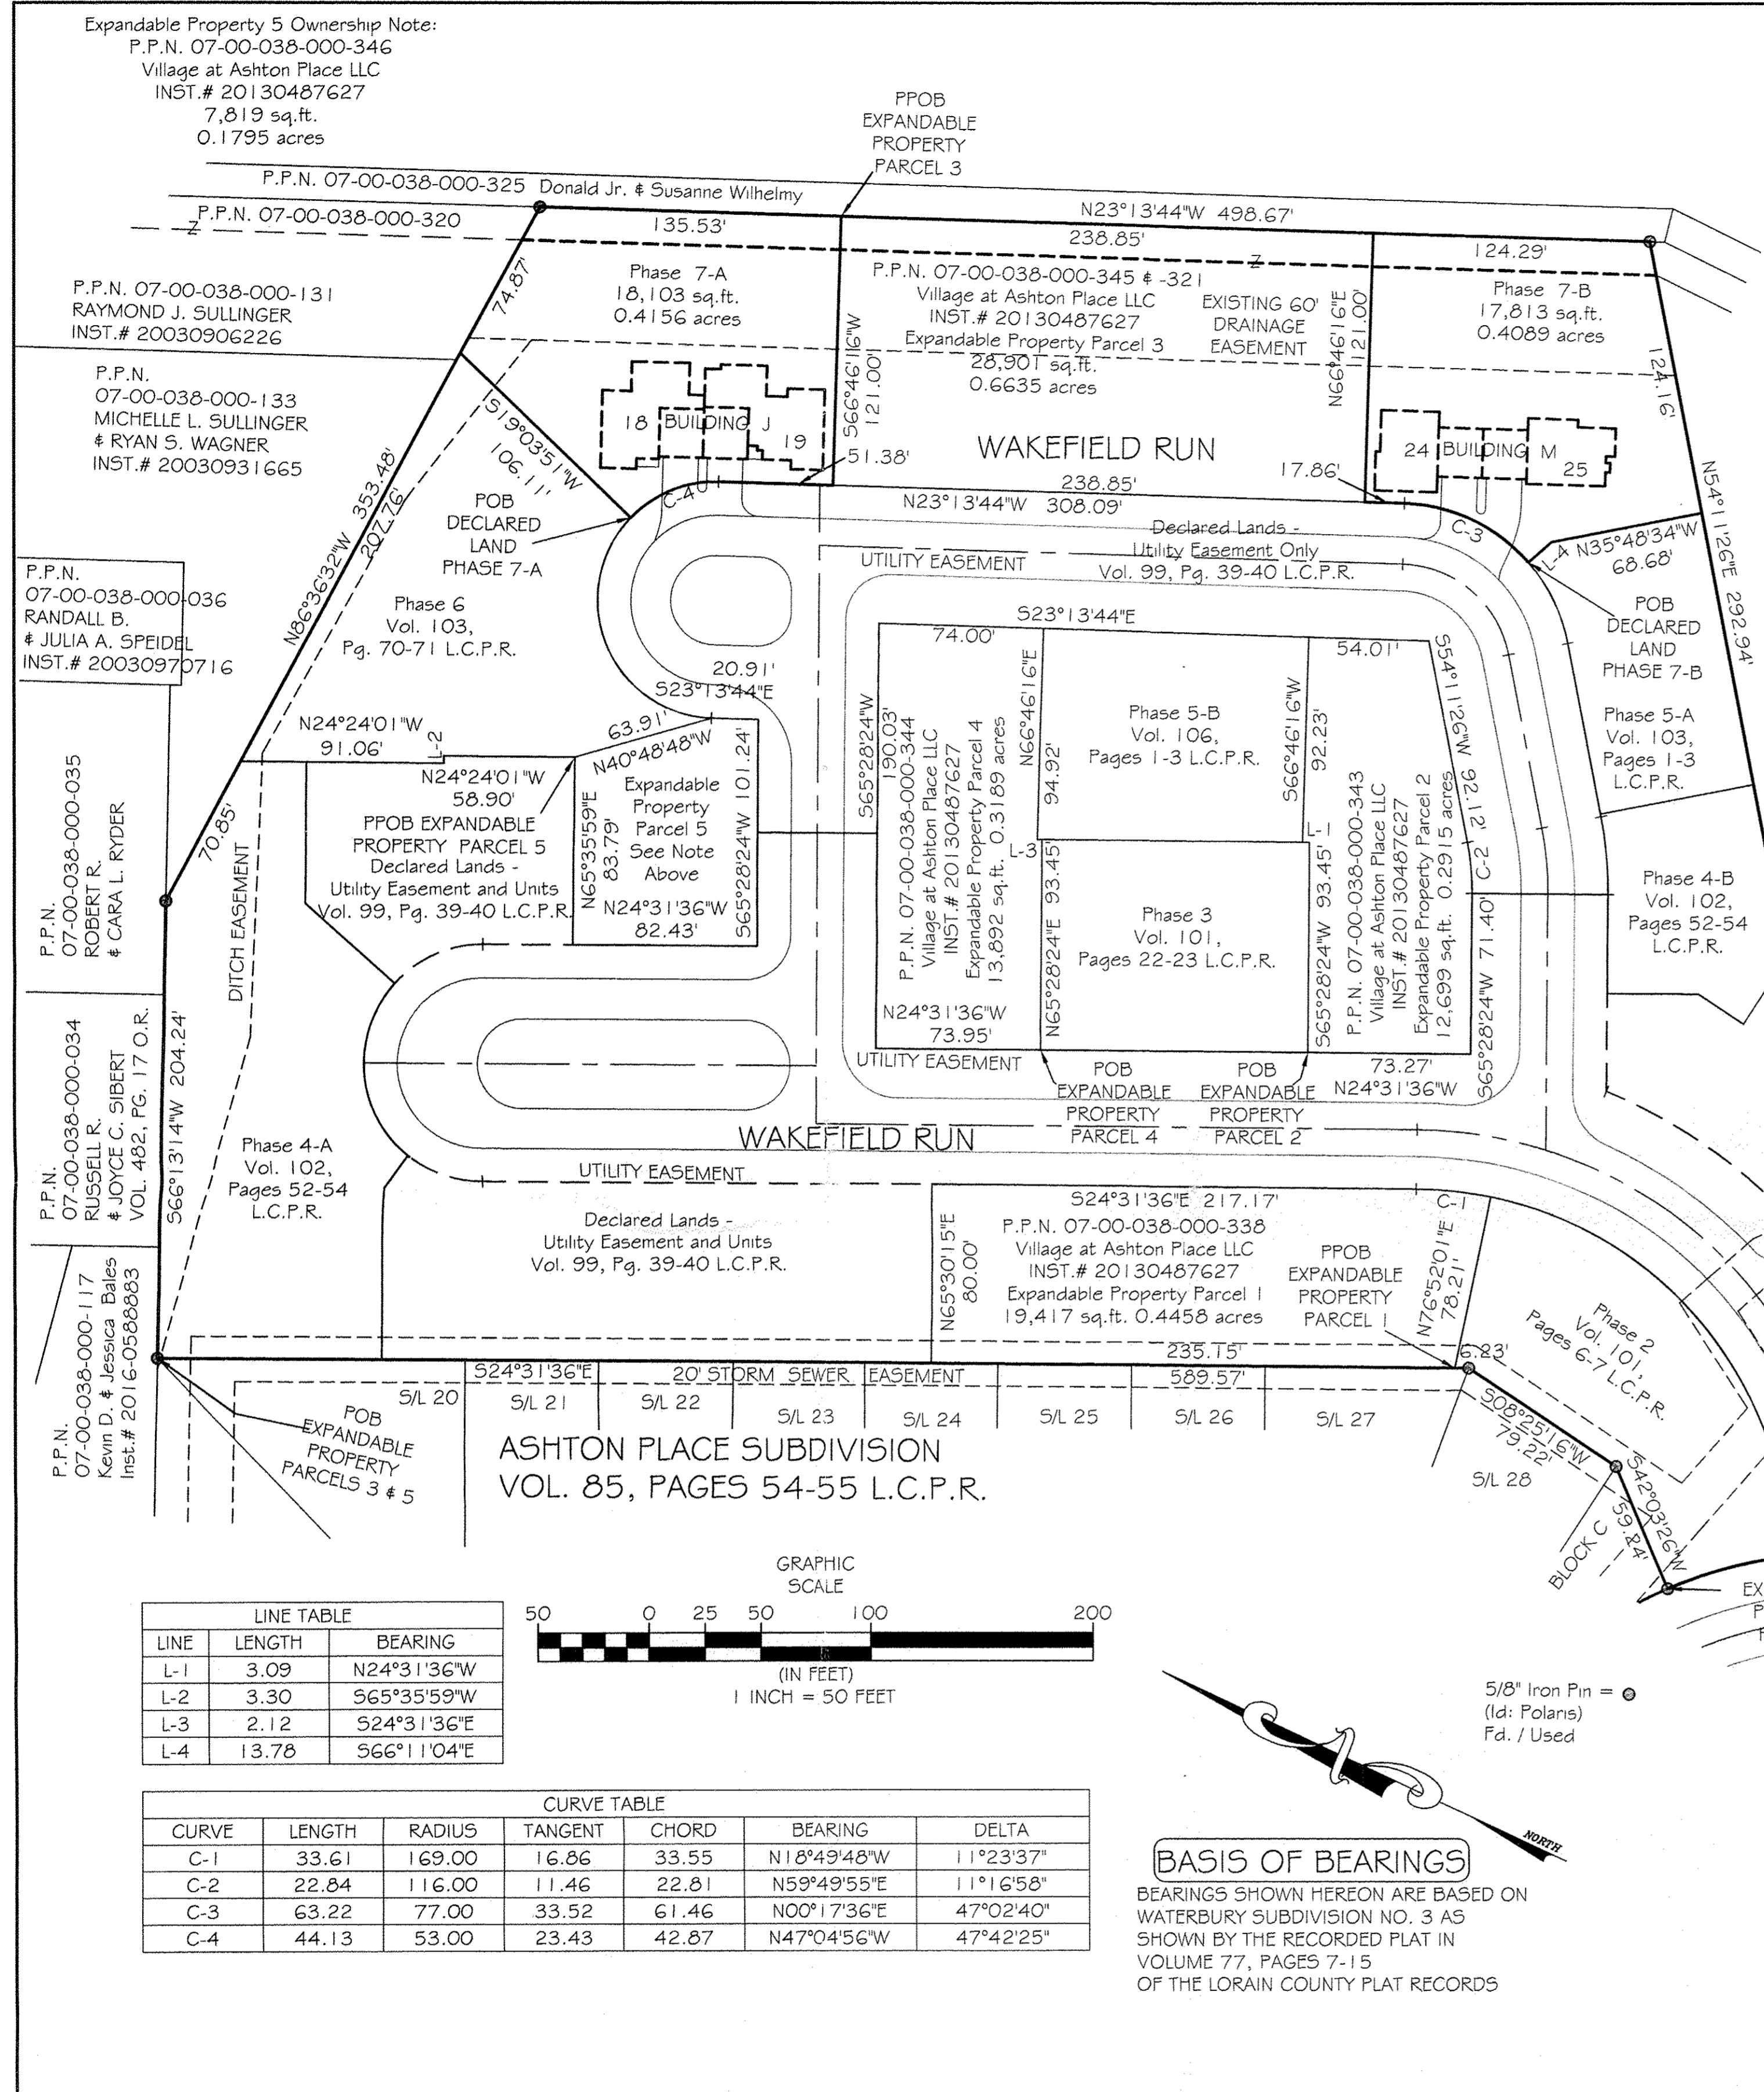 Expandable Property 5 Ownership Note:
P.P.N. 07-00-038-000-346
Village at Ashton Place LLC
INST.# 20130487627
7,819 sq.ft.
0.1795 acres
PPOB
EXPANDABLE
PROPERTY
PARCEL 3
P.P.N. 07-00-038-000-325 Donald Jr. & Susanne Wilhelmy
P.P.N. 07-00-038-000-320
N23°13'44"W 498.67'
135.53'
238.85'
124.29'
Z
Z
P.P.N. 07-00-038-000-131
RAYMOND J. SULLINGER
INST.# 20030906226
74.87'
Phase 7-A
18,103 sq.ft.
0.4156 acres
P.P.N. 07-00-038-000-345 & -321
Village at Ashton Place LLC
INST.# 20130487627
Expandable Property Parcel 3
28,901 sq.ft.
0.6635 acres
EXISTING 60'
DRAINAGE
EASEMENT
Phase 7-B
17,813 sq.ft.
0.4089 acres
S66°46'16"W
121.00'
N66°46'16"E
121.00'
124.16'
P.P.N.
07-00-038-000-133
MICHELLE L. SULLINGER
& RYAN S. WAGNER
INST.# 20030931665
S19°03'51"W
106.11'
18 BUILDING J
19
24 BUILDING M
25
WAKEFIELD RUN
51.38'
17.86'
238.85'
N23°13'44"W 308.09'
C-4
C-3
N54°11'26"E 292.94'
N86°36'32"W 353.48'
207.76'
POB
DECLARED
LAND
PHASE 7-A
Declared Lands -
Utility Easement Only
Vol. 99, Pg. 39-40 L.C.P.R.
UTILITY EASEMENT
L-4 N35°48'34"W
68.68'
POB
DECLARED
LAND
PHASE 7-B
P.P.N.
07-00-038-000-036
RANDALL B.
& JULIA A. SPEIDEL
INST.# 20030970716
Phase 6
Vol. 103,
Pg. 70-71 L.C.P.R.
S23°13'44"E
74.00'
54.01'
20.91'
S23°13'44"E
63.91'
N40°48'48"W
N24°24'01"W
91.06'
L-2
N24°24'01"W
58.90'
PPOB EXPANDABLE
PROPERTY PARCEL 5
Declared Lands -
Utility Easement and Units
Vol. 99, Pg. 39-40 L.C.P.R.
N65°35'59"E
83.79'
Expandable
Property
Parcel 5
See Note
Above
N24°31'36"W
82.43'
S65°28'24"W 101.24'
S65°28'24"W
190.03'
P.P.N. 07-00-038-000-344
Village at Ashton Place LLC
INST.# 20130487627
Expandable Property Parcel 4
13,892 sq.ft. 0.3189 acres
N66°46'16"E
94.92'
Phase 5-B
Vol. 106,
Pages 1-3 L.C.P.R.
S66°46'16"W
92.23'
S54°11'26"W 92.12'
Phase 5-A
Vol. 103,
Pages 1-3
L.C.P.R.
L-3
L-1
C-2
N65°28'24"E 93.45'
Phase 3
Vol. 101,
Pages 22-23 L.C.P.R.
S65°28'24"W 93.45'
P.P.N. 07-00-038-000-343
Village at Ashton Place LLC
INST.# 20130487627
Expandable Property Parcel 2
12,699 sq.ft. 0.2915 acres
S65°28'24"W 71.40'
Phase 4-B
Vol. 102,
Pages 52-54
L.C.P.R.
P.P.N.
07-00-038-000-035
ROBERT R.
& CARA L. RYDER
70.85'
DITCH EASEMENT
N24°31'36"W
73.95'
UTILITY EASEMENT
73.27'
N24°31'36"W
POB
EXPANDABLE
PROPERTY
PARCEL 4
POB
EXPANDABLE
PROPERTY
PARCEL 2
P.P.N.
07-00-038-000-034
RUSSELL R.
& JOYCE C. SIBERT
VOL. 482, PG. 17 O.R.
S66°13'14"W 204.24'
Phase 4-A
Vol. 102,
Pages 52-54
L.C.P.R.
WAKEFIELD RUN
UTILITY EASEMENT
Declared Lands -
Utility Easement and Units
Vol. 99, Pg. 39-40 L.C.P.R.
S24°31'36"E 217.17'
C-1
N65°30'15"E
80.00'
P.P.N. 07-00-038-000-338
Village at Ashton Place LLC
INST.# 20130487627
Expandable Property Parcel 1
19,417 sq.ft. 0.4458 acres
PPOB
EXPANDABLE
PROPERTY
PARCEL 1
N76°52'01"E
78.21'
Phase 2
Vol. 101,
Pages 6-7 L.C.P.R.
P.P.N.
07-00-038-000-117
Kevin D. & Jessica Bales
Inst.# 2016-0588883
235.15'
6.23'
S24°31'36"E
20' STORM SEWER EASEMENT
589.57'
S/L 20
S/L 21
S/L 22
S/L 23
S/L 24
S/L 25
S/L 26
S/L 27
S/L 28
S08°25'16"W
79.22'
S42°03'26"W
59.24'
BLOCK C
POB
EXPANDABLE
PROPERTY
PARCELS 3 & 5
ASHTON PLACE SUBDIVISION
VOL. 85, PAGES 54-55 L.C.P.R.
EX
P
GRAPHIC
SCALE
50 0 25 50 100 200
(IN FEET)
1 INCH = 50 FEET
LINE TABLE
LINE LENGTH BEARING
L-1 3.09 N24°31'36"W
L-2 3.30 S65°35'59"W
L-3 2.12 S24°31'36"E
L-4 13.78 S66°11'04"E
5/8" Iron Pin =
(Id: Polaris)
Fd. / Used
NORTH
CURVE TABLE
CURVE LENGTH RADIUS TANGENT CHORD BEARING DELTA
C-1 33.61 169.00 16.86 33.55 N18°49'48"W 11°23'37"
C-2 22.84 116.00 11.46 22.81 N59°49'55"E 11°16'58"
C-3 63.22 77.00 33.52 61.46 N00°17'36"E 47°02'40"
C-4 44.13 53.00 23.43 42.87 N47°04'56"W 47°42'25"
BASIS OF BEARINGS
BEARINGS SHOWN HEREON ARE BASED ON
WATERBURY SUBDIVISION NO. 3 AS
SHOWN BY THE RECORDED PLAT IN
VOLUME 77, PAGES 7-15
OF THE LORAIN COUNTY PLAT RECORDS